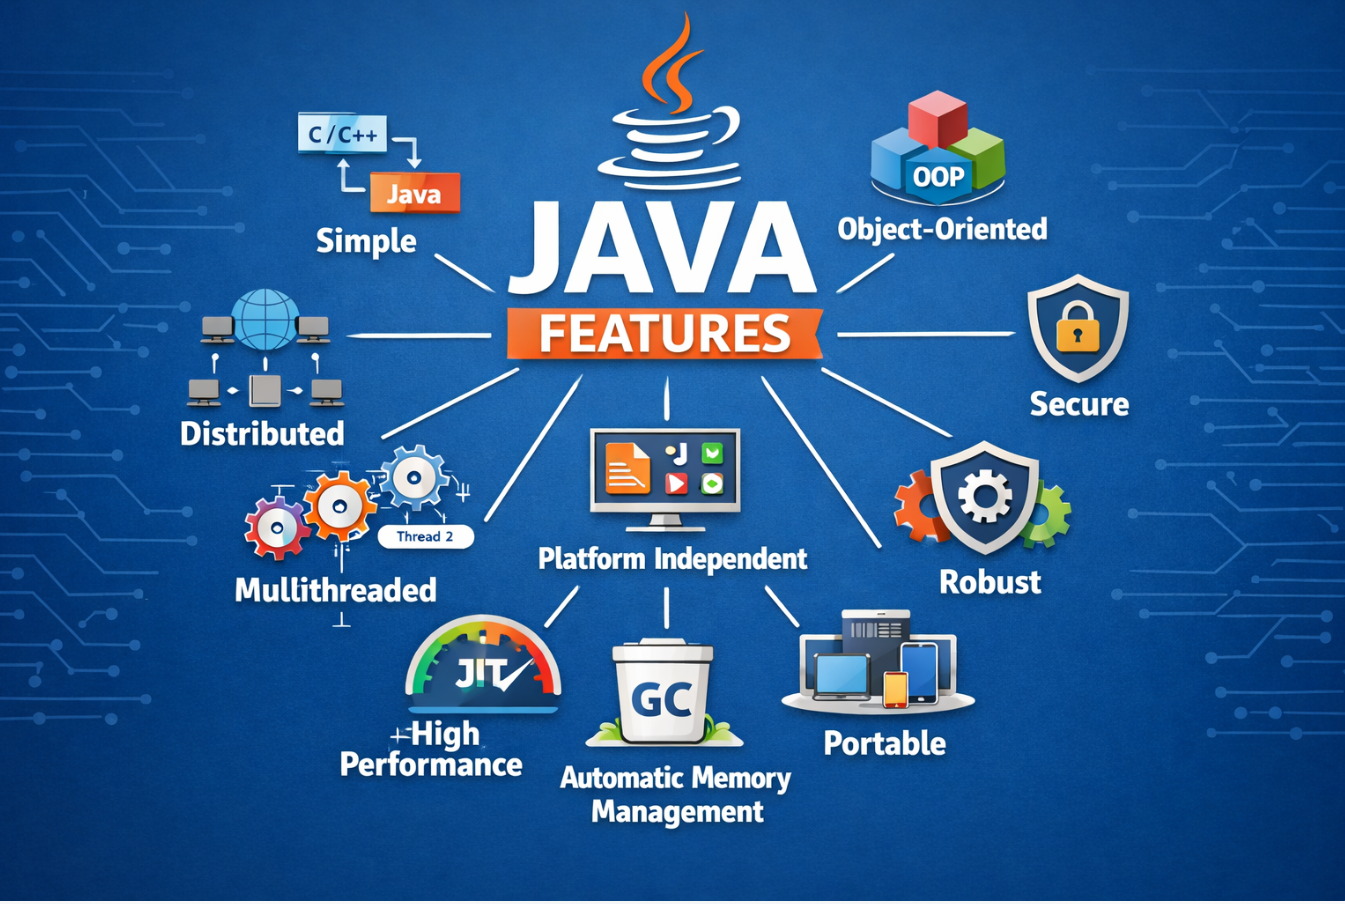 C/C++
Java
Simple
OOP
Object-Oriented
JAVA
FEATURES
Distributed
Secure
Thread 2
Mullithreaded
J
Platform Independent
Robust
JIT
High
Performance
GC
Automatic Memory
Management
Portable